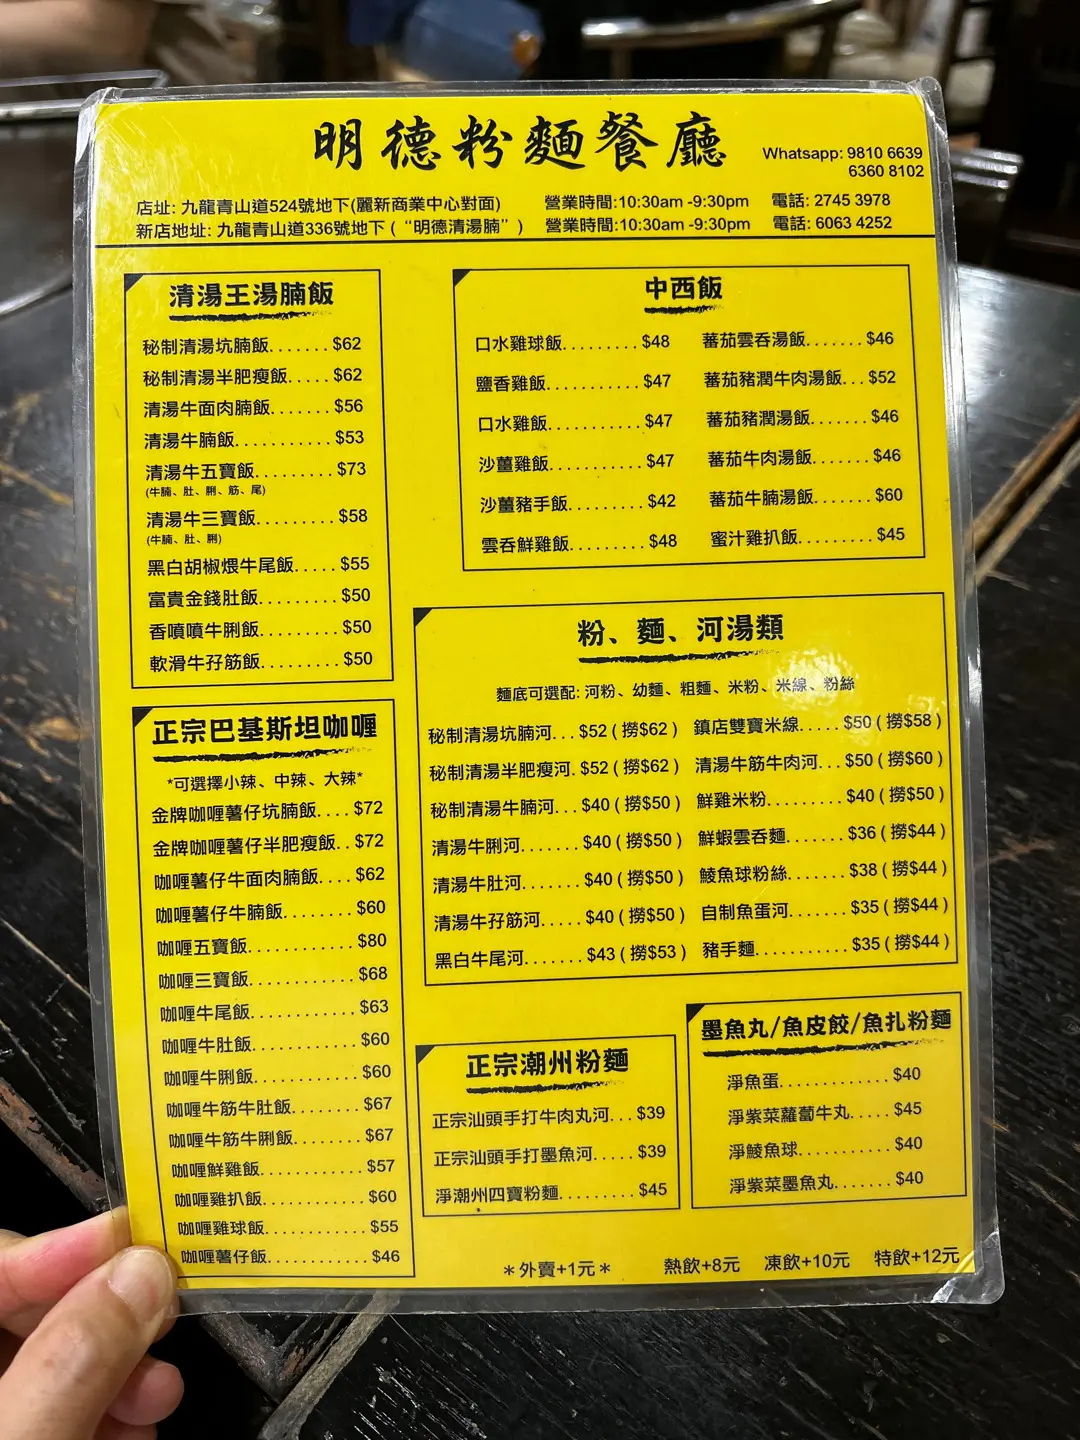 明德粉麵餐廳
Whatsapp: 9810 6639
6360 8102
店址: 九龍青山道524號地下(麗新商業中心對面) 營業時間:10:30am -9:30pm 電話: 2745 3978
新店地址: 九龍青山道336號地下 ( “明德清湯腩” ) 營業時間:10:30am -9:30pm 電話: 6063 4252
清湯王湯腩飯
秘制清湯坑腩飯.......$62
秘制清湯半肥瘦飯.....$62
清湯牛面肉腩飯.......$56
清湯牛腩飯...........$53
清湯牛五寶飯.........$73
(牛腩、肚、脷、筋、尾)
清湯牛三寶飯.........$58
(牛腩、肚、脷)
黑白胡椒煨牛尾飯.....$55
富貴金錢肚飯.........$50
香噴噴牛脷飯.........$50
軟滑牛孖筋飯.........$50
正宗巴基斯坦咖喱
*可選擇小辣、中辣、大辣*
金牌咖喱薯仔坑腩飯....$72
金牌咖喱薯仔半肥瘦飯..$72
咖喱薯仔牛面肉腩飯....$62
咖喱薯仔牛腩飯........$60
咖喱五寶飯............$80
咖喱三寶飯............$68
咖喱牛尾飯............$63
咖喱牛肚飯............$60
咖喱牛脷飯............$60
咖喱牛筋牛肚飯........$67
咖喱牛筋牛脷飯........$67
咖喱鮮雞飯............$57
咖喱雞扒飯............$60
咖喱雞球飯............$55
咖喱薯仔飯............$46
中西飯
口水雞球飯.........$48
鹽香雞飯...........$47
口水雞飯...........$47
沙薑雞飯...........$47
沙薑豬手飯.........$42
雲吞鮮雞飯.........$48
蕃茄雲吞湯飯.......$46
蕃茄豬潤牛肉湯飯...$52
蕃茄豬潤湯飯.......$46
蕃茄牛肉湯飯.......$46
蕃茄牛腩湯飯.......$60
蜜汁雞扒飯.........$45
粉、麵、河湯類
麵底可選配: 河粉、幼麵、粗麵、米粉、米線、粉絲
秘制清湯坑腩河...$52 ( 撈$62 )
秘制清湯半肥瘦河.$52 ( 撈$62 )
秘制清湯牛腩河...$40 ( 撈$50 )
清湯牛脷河.......$40 ( 撈$50 )
清湯牛肚河.......$40 ( 撈$50 )
清湯牛孖筋河.....$40 ( 撈$50 )
黑白牛尾河.......$43 ( 撈$53 )
鎮店雙寶米線.....$50 ( 撈$58 )
清湯牛筋牛肉河...$50 ( 撈$60 )
鮮雞米粉.........$40 ( 撈$50 )
鮮蝦雲吞麵.......$36 ( 撈$44 )
鯪魚球粉絲.......$38 ( 撈$44 )
自制魚蛋河.......$35 ( 撈$44 )
豬手麵...........$35 ( 撈$44 )
正宗潮州粉麵
正宗汕頭手打牛肉丸河...$39
正宗汕頭手打墨魚河.....$39
淨潮州四寶粉麵.........$45
墨魚丸/魚皮餃/魚扎粉麵
淨魚蛋.............$40
淨紫菜蘿蔔牛丸.....$45
淨鯪魚球...........$40
淨紫菜墨魚丸.......$40
*外賣+1元* 熱飲+8元 凍飲+10元 特飲+12元